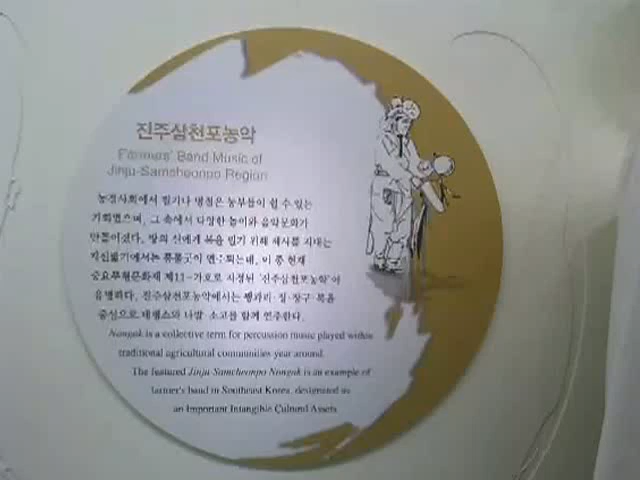 진주삼천포농악
Farmers' Band Music of
Jinju-Samcheonpo Region
농경사회에서 절기나 명절은 농부들이 쉴 수 있는
기회였으며, 그 속에서 다양한 놀이와 음악문화가
만들어졌다. 땅의 신에게 복을 빌기 위해 제사를 지내는
지신밟기에서는 풍물굿이 연주되는데, 이 중 현재
중요무형문화재 제11-가호로 지정된 '진주삼천포농악'이
유명하다. 진주삼천포농악에서는 꽹과리·징·장구·북을
중심으로 태평소와 나발·소고를 함께 연주한다.
Nongak is a collective term for percussion music played within
traditional agricultural communities year around.
The featured Jinju-Samcheonpo Nongak is an example of
farmer's band in Southeast Korea, designated as
an Important Intangible Cultural Assets